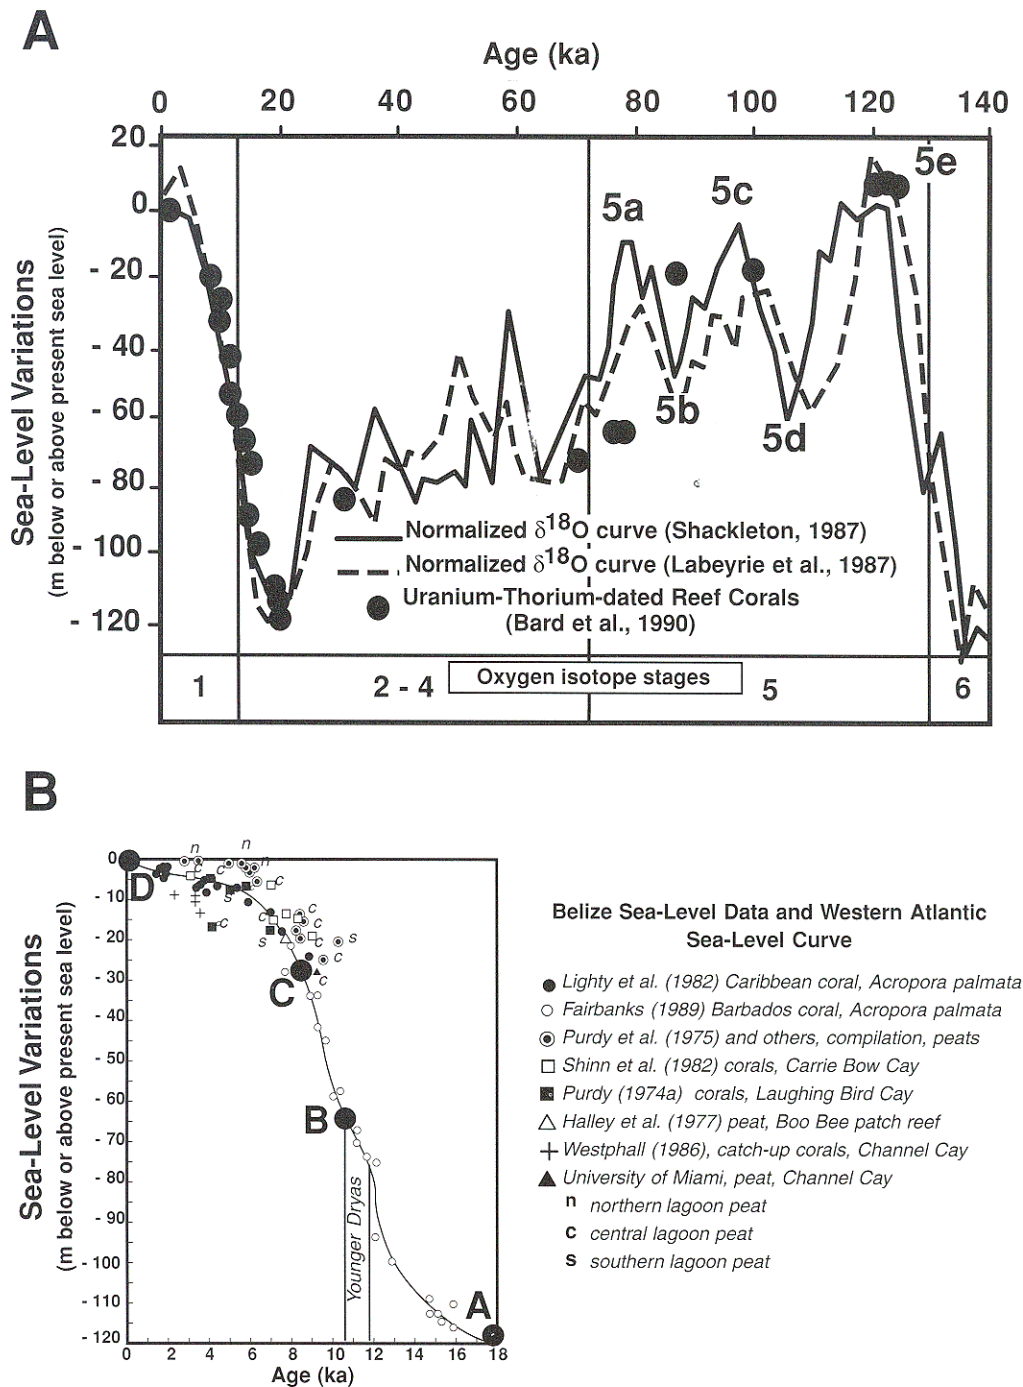 A
Age (ka)
0 20 40 60 80 100 120 140
20
0
- 20
- 40
- 60
- 80
- 100
- 120
Sea-Level Variations
(m below or above present sea level)
5a
5b
5c
5d
5e
Normalized δ18O curve (Shackleton, 1987)
Normalized δ18O curve (Labeyrie et al., 1987)
Uranium-Thorium-dated Reef Corals
(Bard et al., 1990)
1
2 - 4
Oxygen isotope stages
5
6
B
0
- 10
- 20
- 30
- 40
- 50
- 60
- 70
- 80
- 90
- 100
- 110
- 120
Sea-Level Variations
(m below or above present sea level)
n
n
n
c
c
c
s
c
c
c
s
c
s
c
c
D
C
B
Younger Dryas
A
0 2 4 6 8 10 12 14 16 18
Age (ka)
Belize Sea-Level Data and Western Atlantic
Sea-Level Curve
Lighty et al. (1982) Caribbean coral, Acropora palmata
Fairbanks (1989) Barbados coral, Acropora palmata
Purdy et al. (1975) and others, compilation, peats
Shinn et al. (1982) corals, Carrie Bow Cay
Purdy (1974a) corals, Laughing Bird Cay
Halley et al. (1977) peat, Boo Bee patch reef
Westphall (1986), catch-up corals, Channel Cay
University of Miami, peat, Channel Cay
n northern lagoon peat
c central lagoon peat
s southern lagoon peat